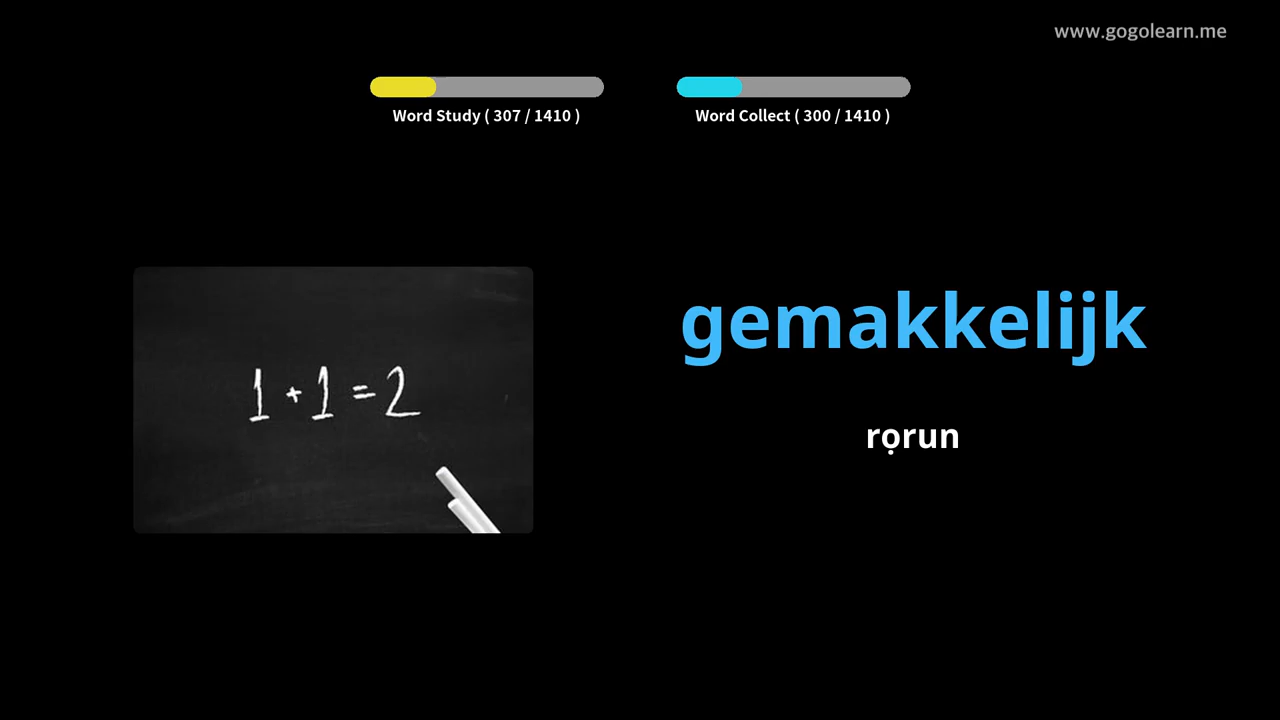 www.gogolearn.me
Word Study ( 307 / 1410 )
Word Collect ( 300 / 1410 )
1 + 1 = 2
gemakkelijk
rọrun